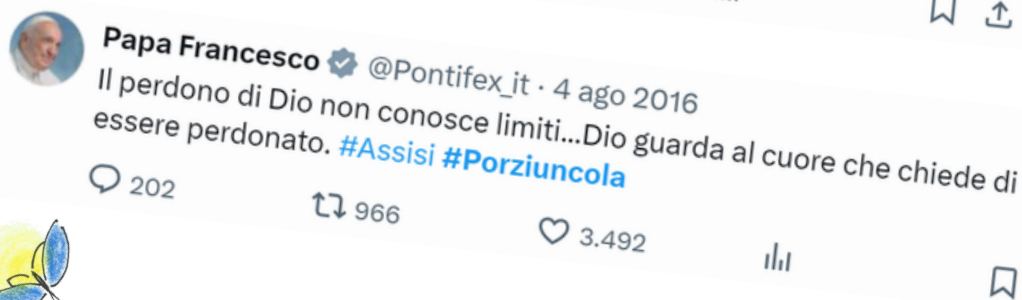 Papa Francesco @Pontifex_it · 4 ago 2016
Il perdono di Dio non conosce limiti...Dio guarda al cuore che chiede di
essere perdonato. #Assisi #Porziuncola
202 966 3.492